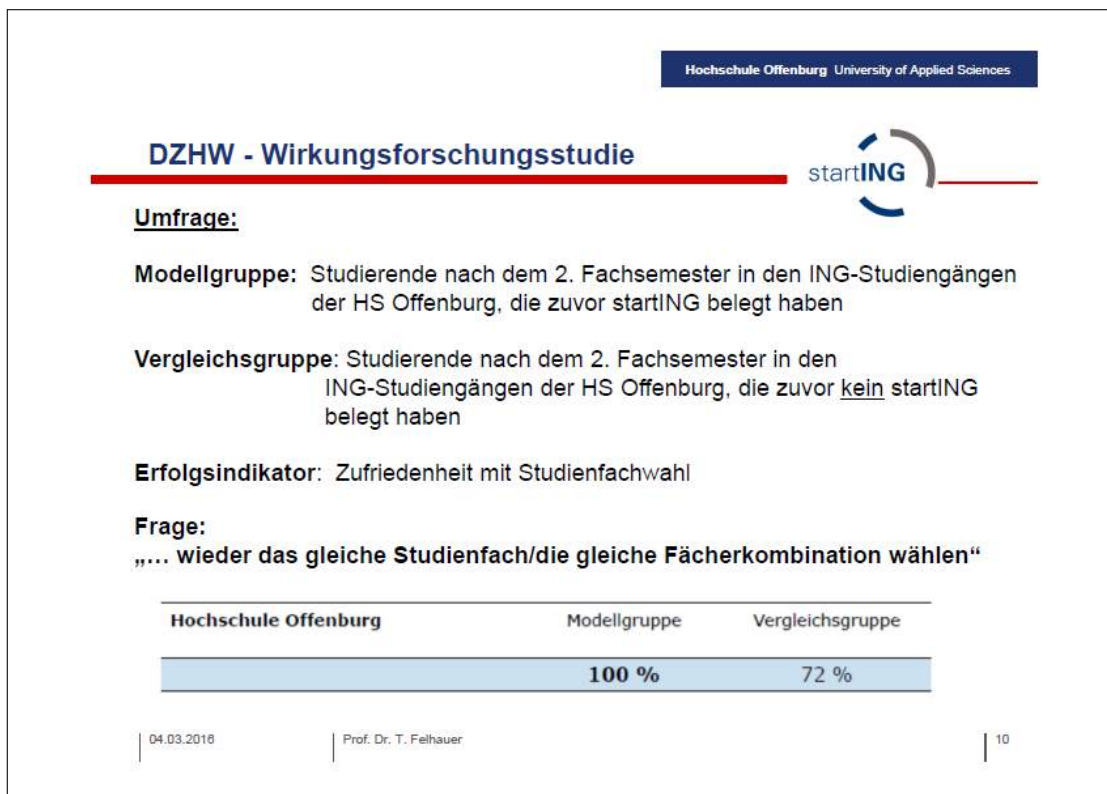 Hochschule Offenburg University of Applied Sciences
DZHW - Wirkungsforschungsstudie
startING
Umfrage:
Modellgruppe: Studierende nach dem 2. Fachsemester in den ING-Studiengängen
der HS Offenburg, die zuvor startING belegt haben
Vergleichsgruppe: Studierende nach dem 2. Fachsemester in den
ING-Studiengängen der HS Offenburg, die zuvor kein startING
belegt haben
Erfolgsindikator: Zufriedenheit mit Studienfachwahl
Frage:
„... wieder das gleiche Studienfach/die gleiche Fächerkombination wählen“
Hochschule Offenburg Modellgruppe Vergleichsgruppe
100 % 72 %
04.03.2016 Prof. Dr. T. Felhauer 10